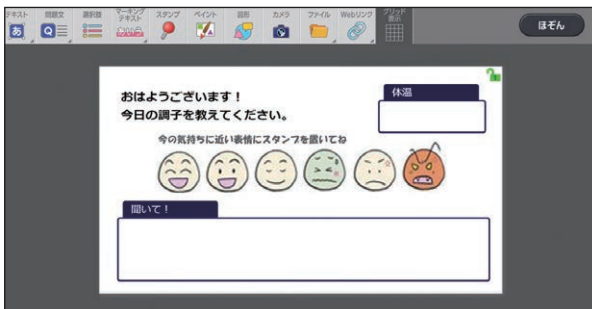 テキスト 問題文 選択肢 マーキングテキスト スタンプ ペイント 図形 カメラ ファイル Webリンク グリッド表示
あ Q
ほぞん
おはようございます！
今日の調子を教えてください。
体温
今の気持ちに近い表情にスタンプを置いてね
聞いて！